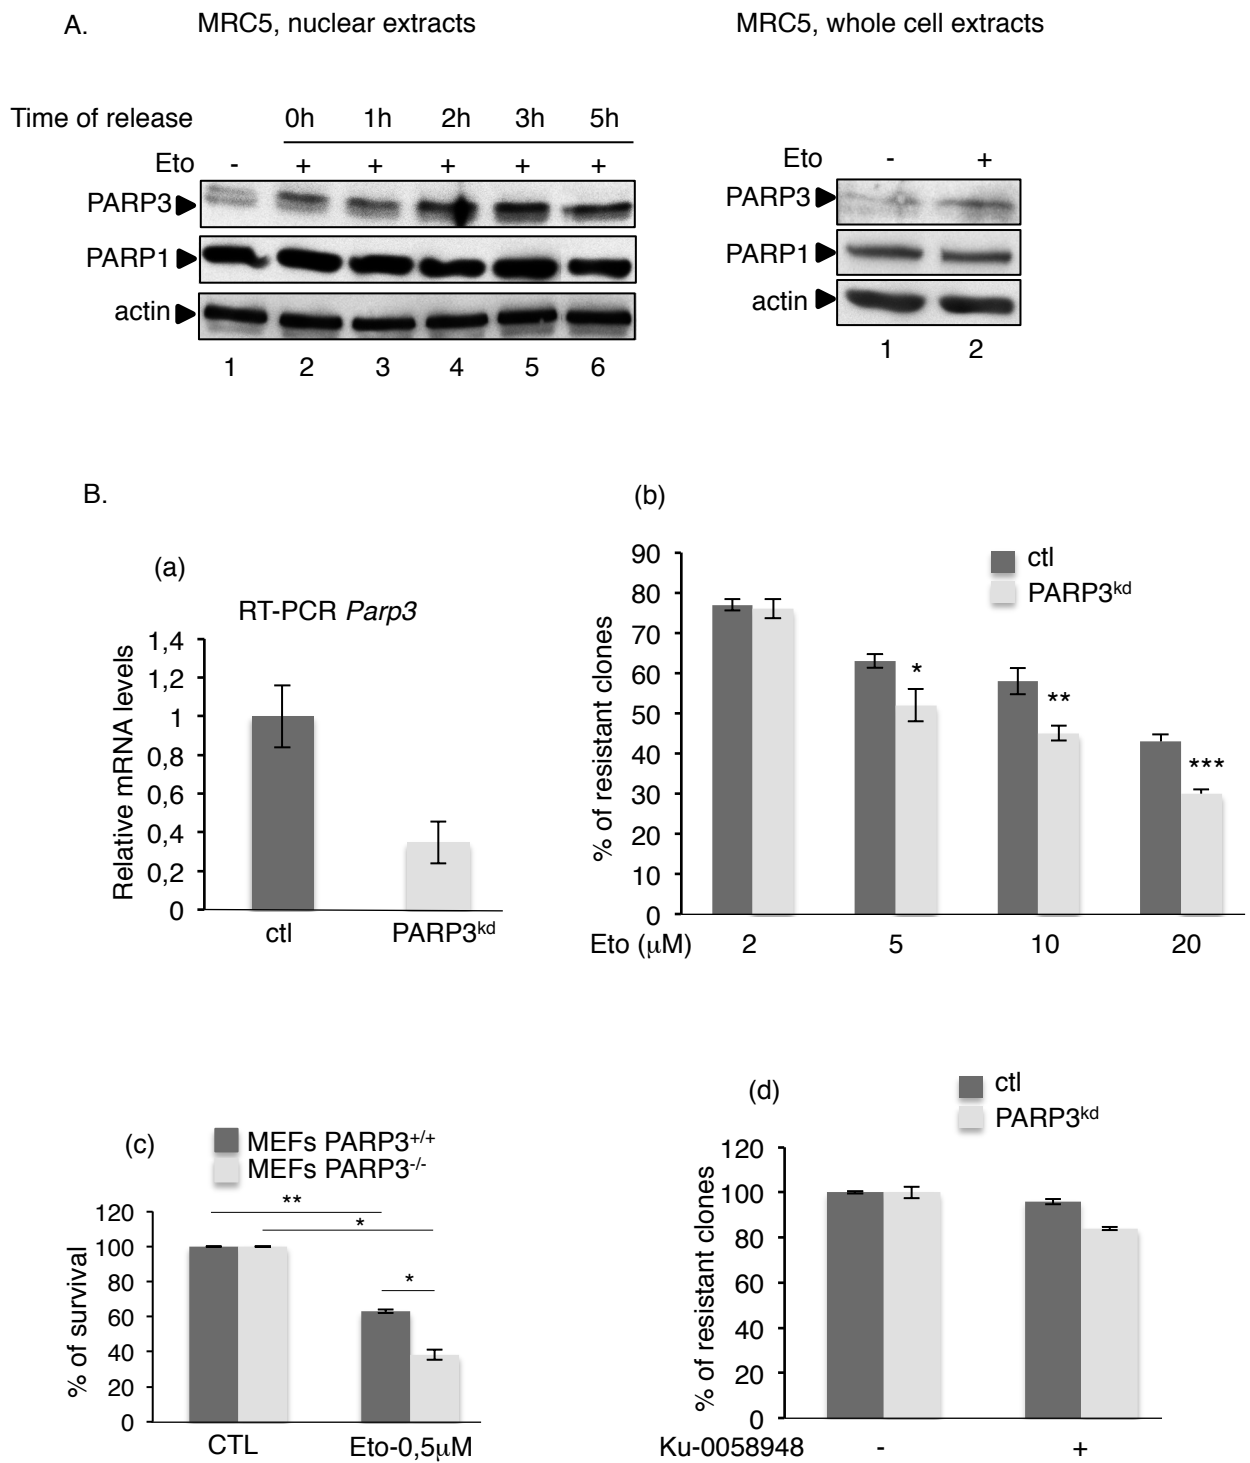 A. MRC5, nuclear extracts MRC5, whole cell extracts
Time of release 0h 1h 2h 3h 5h
Eto - + + + + +
PARP3
PARP1
actin
1 2 3 4 5 6
Eto - +
PARP3
PARP1
actin
1 2
B.
(a)
RT-PCR Parp3
Relative mRNA levels
1,4
1,2
1
0,8
0,6
0,4
0,2
0
ctl PARP3kd
(b)
ctl
PARP3kd
% of resistant clones
90
80
70
60
50
40
30
20
10
0
*
**
***
Eto (µM) 2 5 10 20
(c)
MEFs PARP3+/+
MEFs PARP3-/-
% of survival
120
100
80
60
40
20
0
**
*
*
CTL Eto-0,5µM
(d)
ctl
PARP3kd
% of resistant clones
120
100
80
60
40
20
0
Ku-0058948 - +